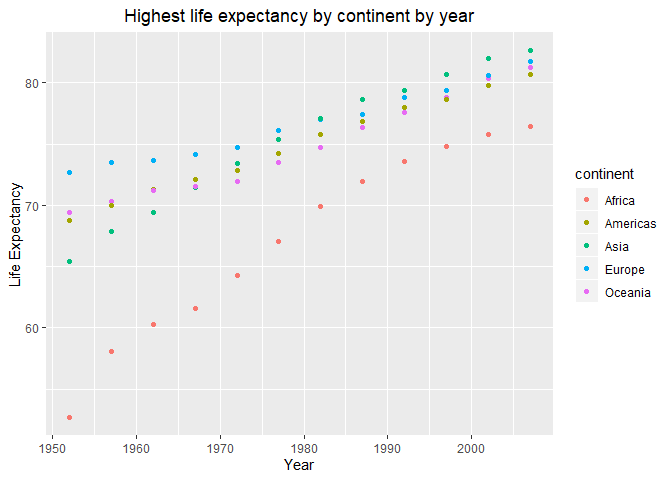 Highest life expectancy by continent by year
Life Expectancy
80
70
60
1950
1960
1970
1980
1990
2000
Year
continent
Africa
Americas
Asia
Europe
Oceania